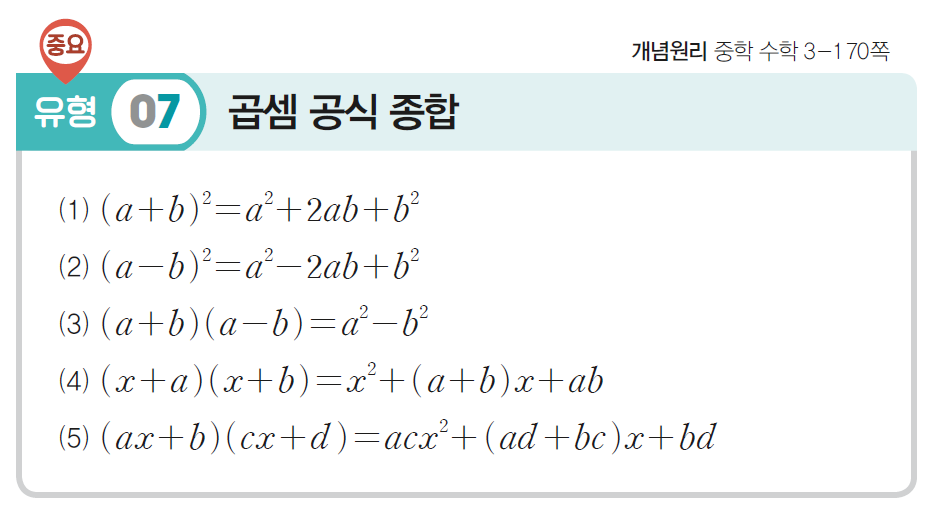 중요
개념원리 중학 수학 3-1 70쪽
유형 07 곱셈 공식 종합
(1) (a+b)²=a²+2ab+b²
(2) (a-b)²=a²-2ab+b²
(3) (a+b)(a-b)=a²-b²
(4) (x+a)(x+b)=x²+(a+b)x+ab
(5) (ax+b)(cx+d)=acx²+(ad+bc)x+bd